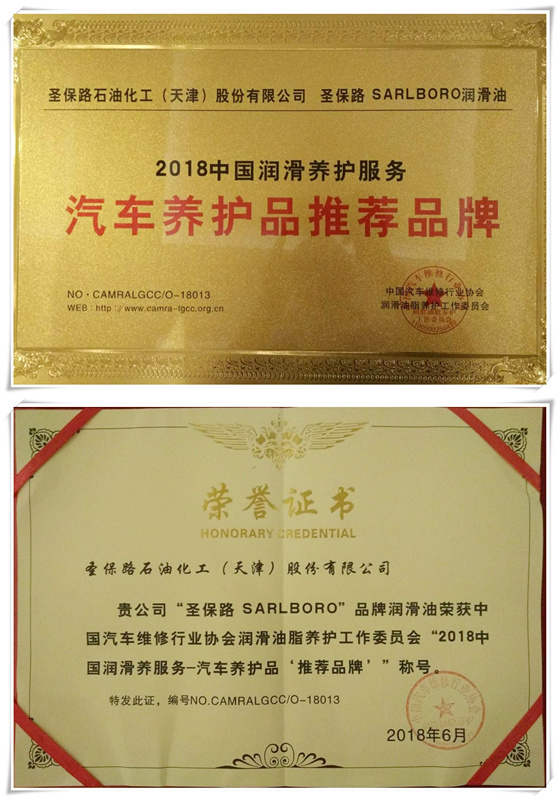 圣保路石油化工（天津）股份有限公司 圣保路 SARLBORO润滑油
2018中国润滑养护服务
汽车养护品推荐品牌
NO·CAMRALGCC/O-18013
WEB: http://www.camra-lgcc.org.cn
中国汽车维修行业协会
润滑油脂养护工作委员会
荣誉证书
HONORARY CREDENTIAL
圣保路石油化工（天津）股份有限公司
贵公司“圣保路 SARLBORO”品牌润滑油荣获中
国汽车维修行业协会润滑油脂养护工作委员会“2018中
国润滑养服务-汽车养护品‘推荐品牌’”称号。
特发此证，编号NO.CAMRALGCC/O-18013
2018年6月